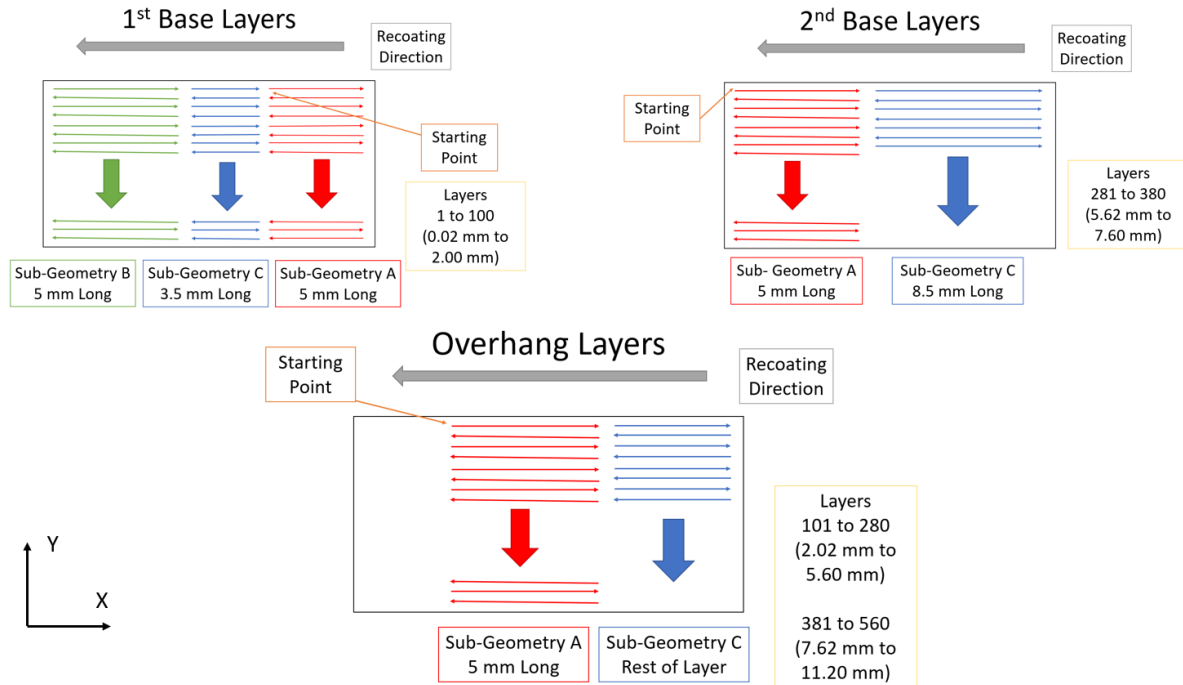 1st Base Layers
Recoating
Direction
Starting
Point
Layers
1 to 100
(0.02 mm to
2.00 mm)
Sub-Geometry B
5 mm Long
Sub-Geometry C
3.5 mm Long
Sub-Geometry A
5 mm Long
2nd Base Layers
Recoating
Direction
Starting
Point
Layers
281 to 380
(5.62 mm to
7.60 mm)
Sub- Geometry A
5 mm Long
Sub-Geometry C
8.5 mm Long
Overhang Layers
Starting
Point
Recoating
Direction
Layers
101 to 280
(2.02 mm to
5.60 mm)
381 to 560
(7.62 mm to
11.20 mm)
Y
X
Sub-Geometry A
5 mm Long
Sub-Geometry C
Rest of Layer